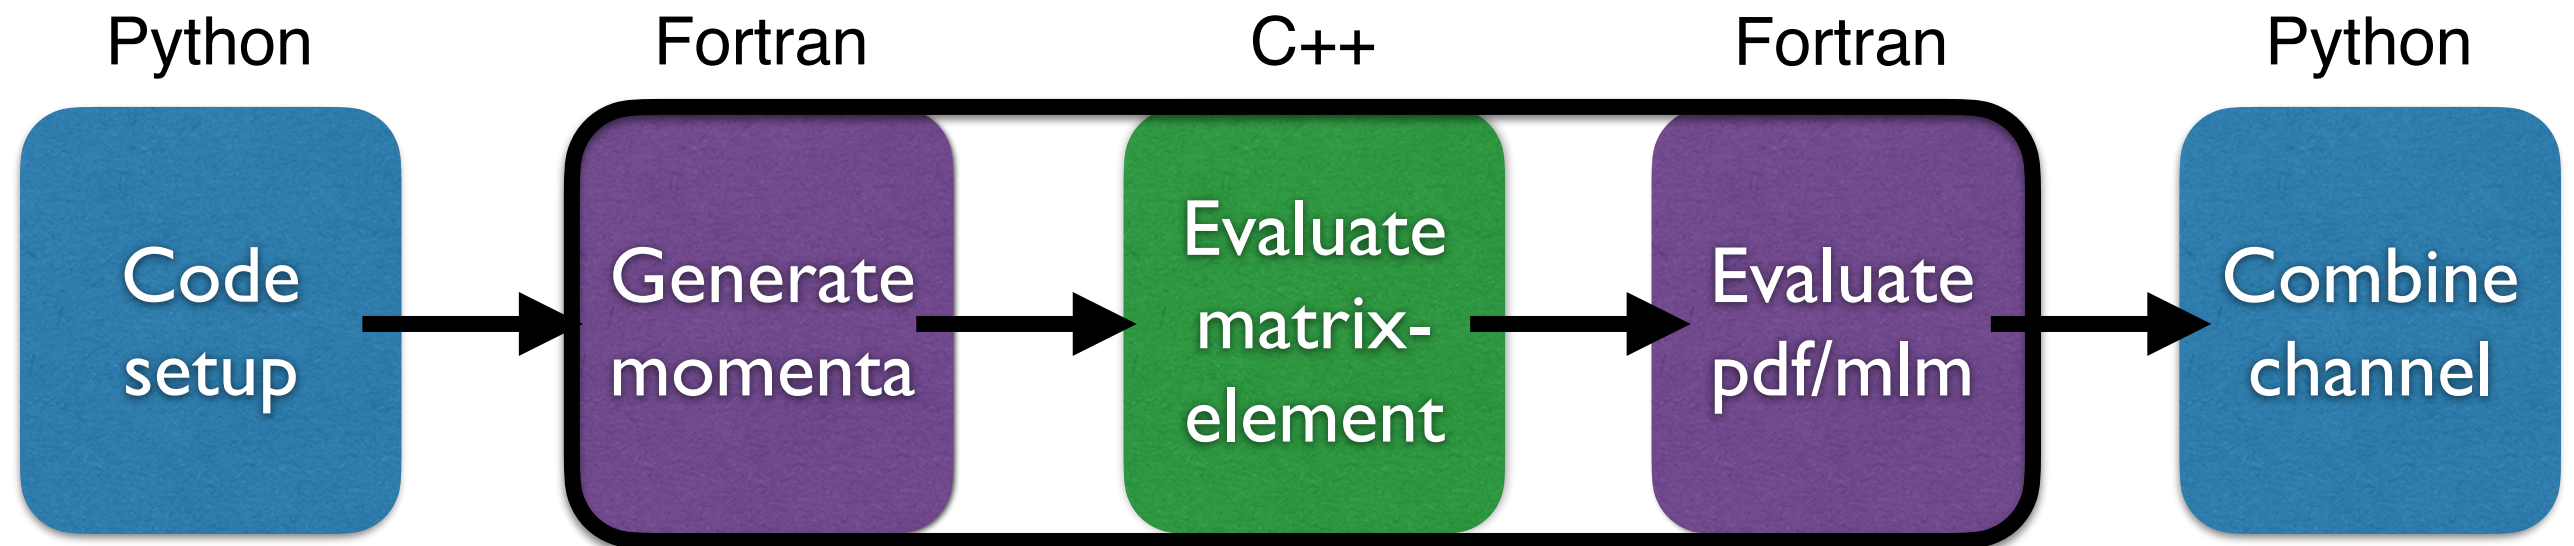 Python
Fortran
C++
Fortran
Python
Code
setup
Generate
momenta
Evaluate
matrix-
element
Evaluate
pdf/mlm
Combine
channel